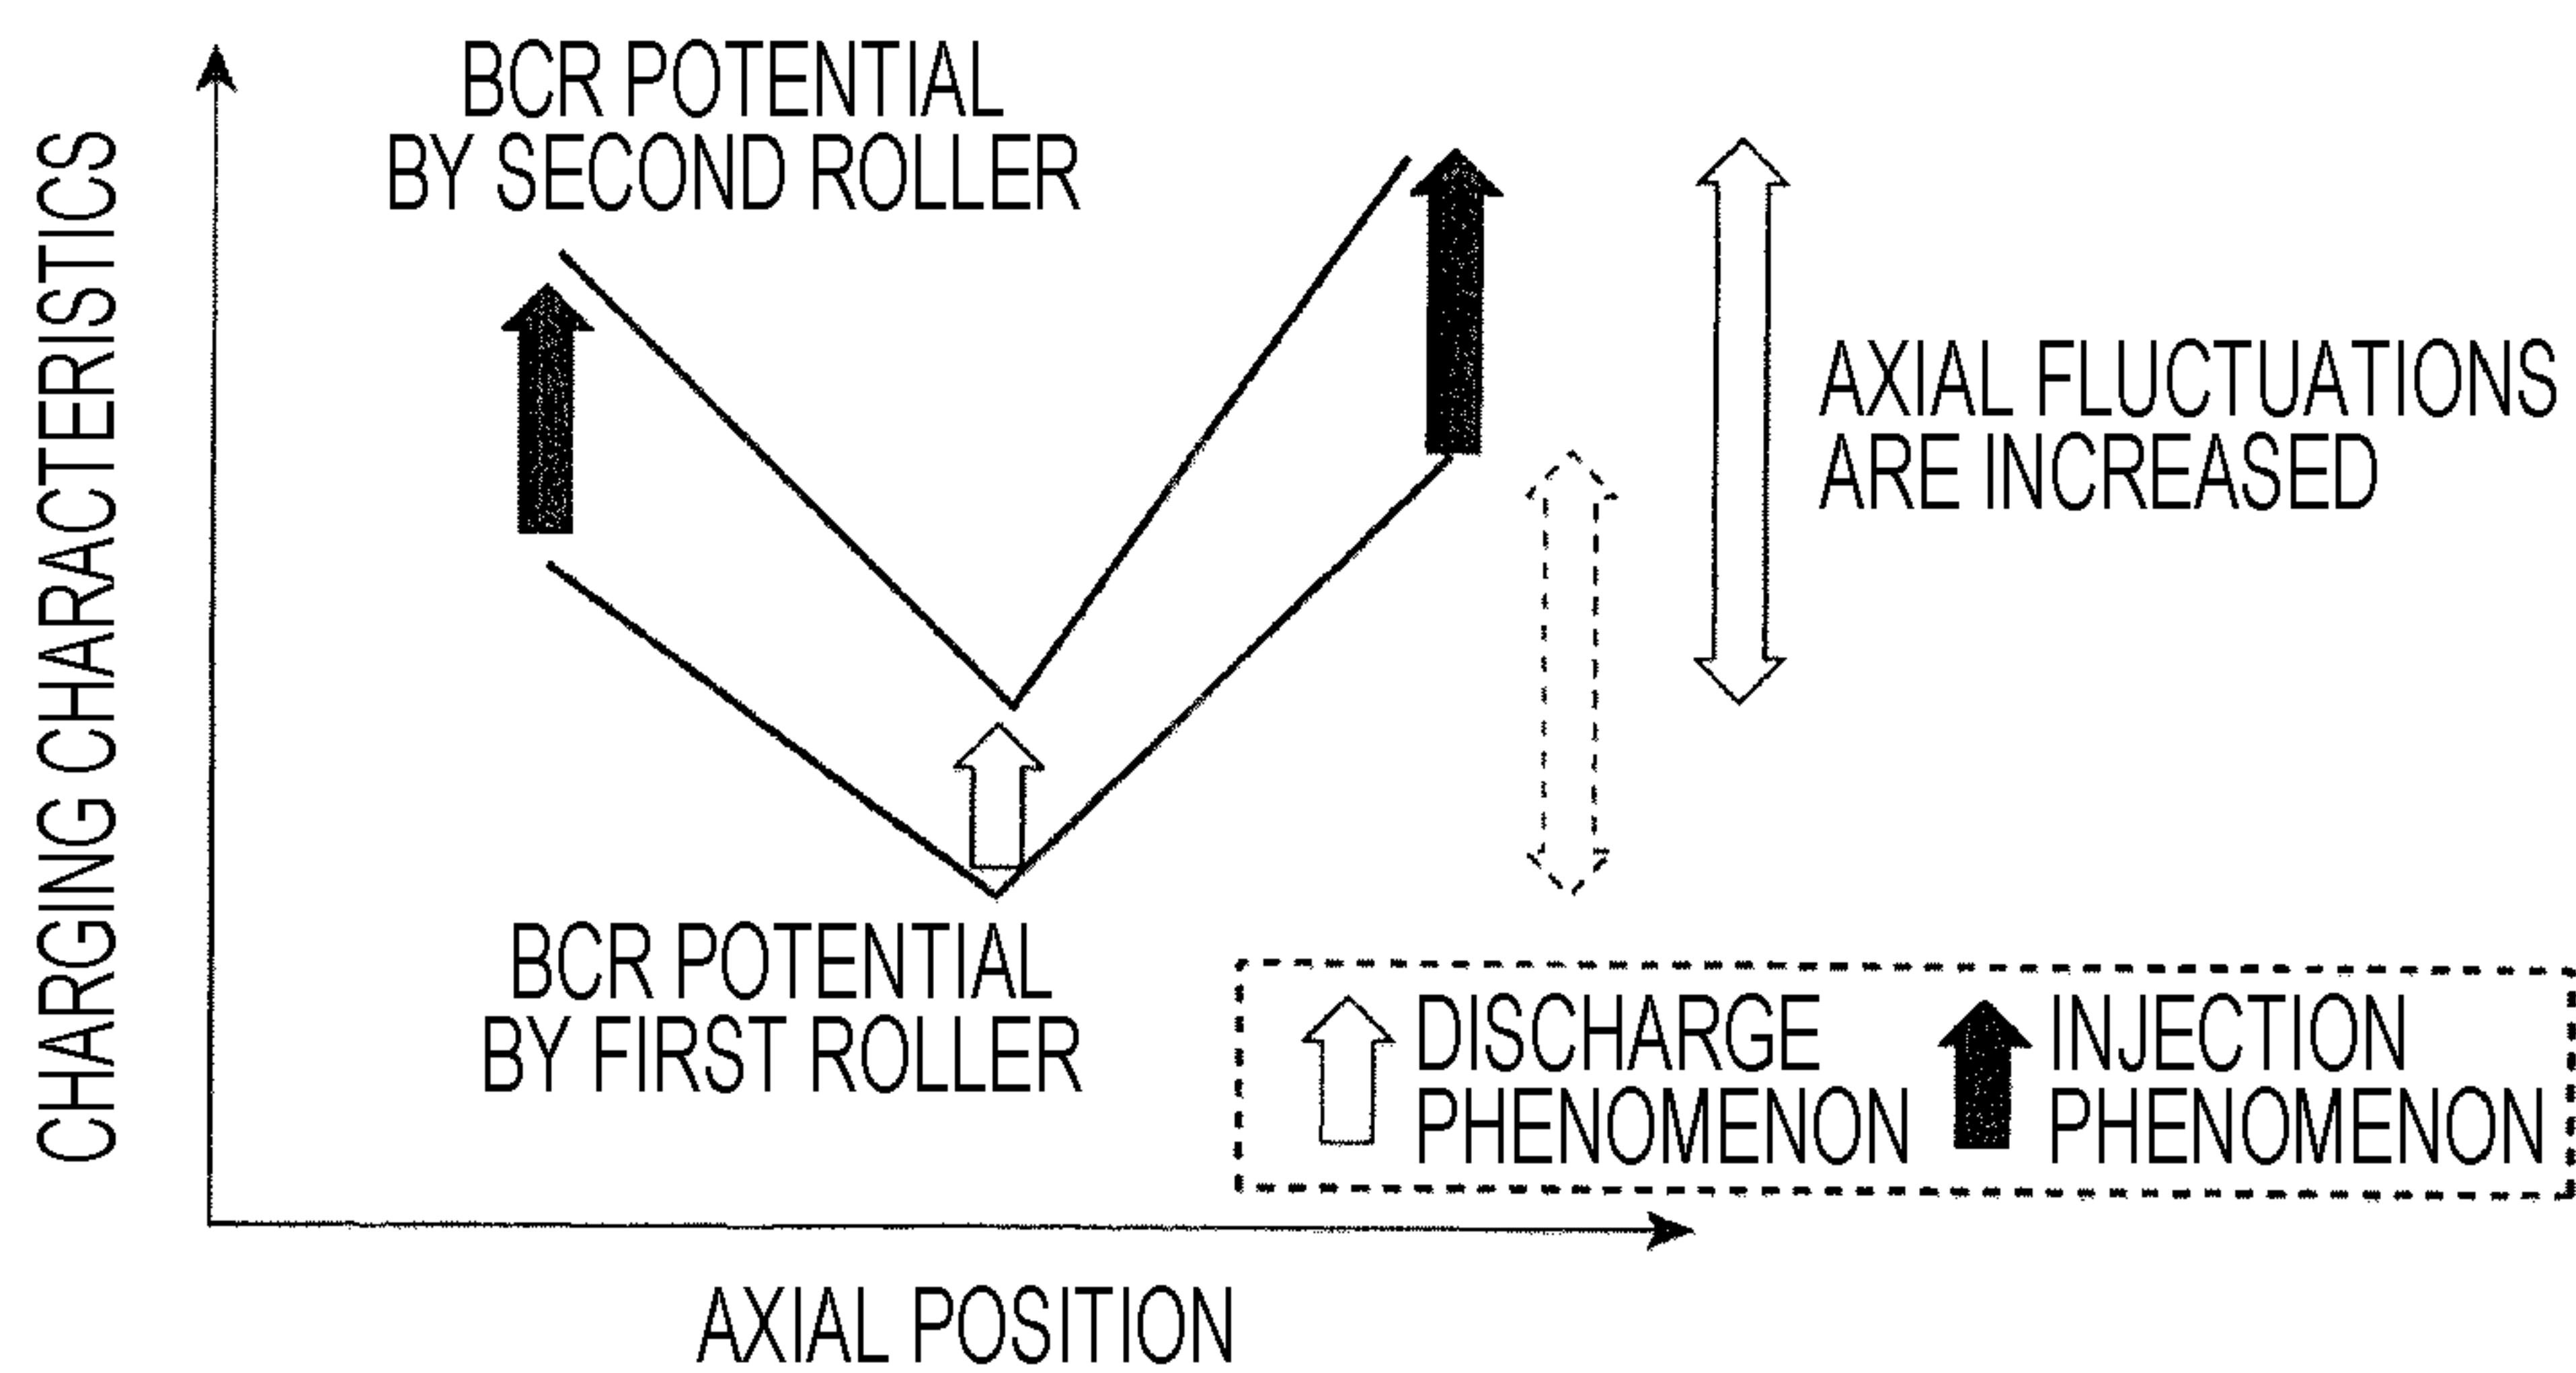 BCR POTENTIAL
BY SECOND ROLLER
CHARGING CHARACTERISTICS
AXIAL FLUCTUATIONS
ARE INCREASED
BCR POTENTIAL
BY FIRST ROLLER
DISCHARGE
PHENOMENON
INJECTION
PHENOMENON
AXIAL POSITION